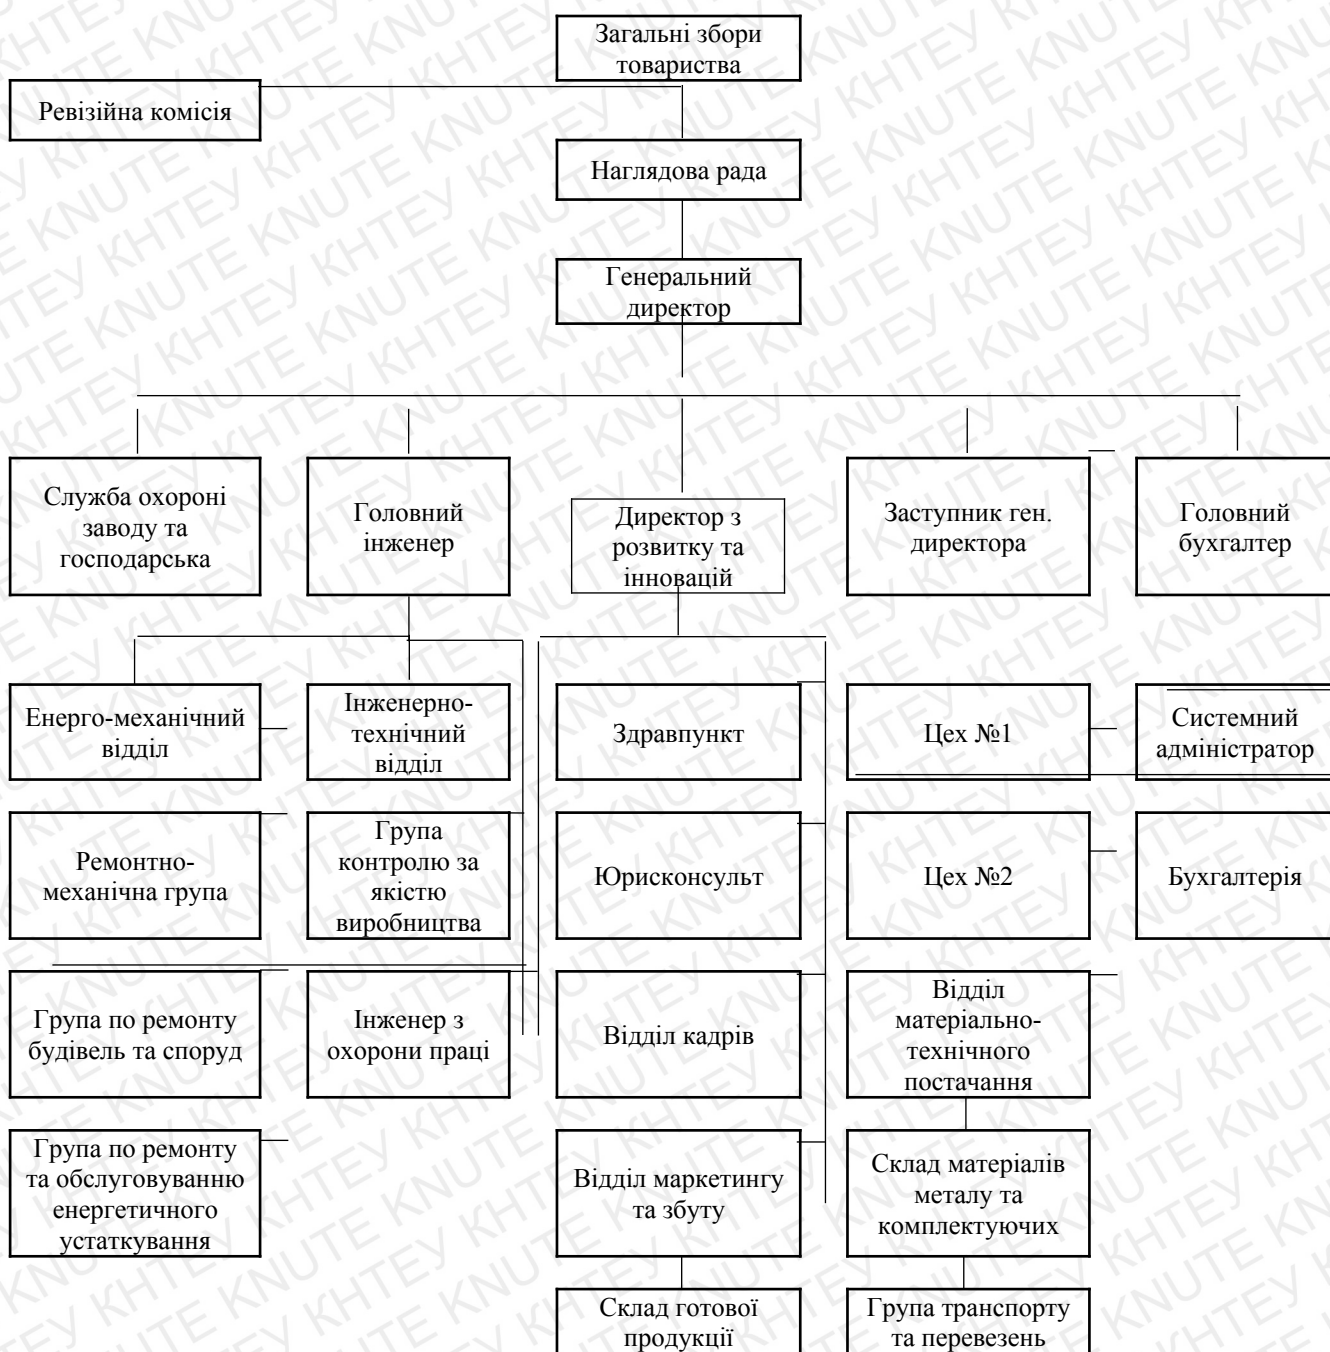 Загальні збори
товариства
Ревізійна комісія
Наглядова рада
Генеральний
директор
Служба охороні
заводу та
господарська
Головний
інженер
Директор з
розвитку та
інновацій
Заступник ген.
директора
Головний
бухгалтер
Енерго-механічний
відділ
Інженерно-
технічний
відділ
Здравпункт
Цех №1
Системний
адміністратор
Ремонтно-
механічна група
Група
контролю за
якістю
виробництва
Юрисконсульт
Цех №2
Бухгалтерія
Група по ремонту
будівель та споруд
Інженер з
охорони праці
Відділ кадрів
Відділ
матеріально-
технічного
постачання
Група по ремонту
та обслуговуванню
енергетичного
устаткування
Відділ маркетингу
та збуту
Склад матеріалів
металу та
комплектуючих
Склад готової
продукції
Група транспорту
та перевезень